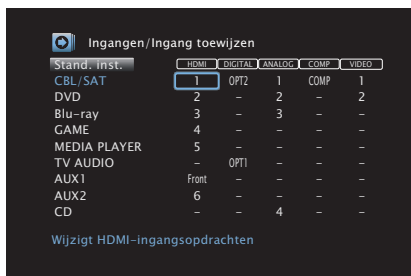 Ingangen/Ingang toewijzen
Stand. inst. HDMI DIGITAL ANALOG COMP VIDEO
CBL/SAT 1 OPT2 1 COMP 1
DVD 2 – 2 – 2
Blu-ray 3 – 3 – –
GAME 4 – – – –
MEDIA PLAYER 5 – – – –
TV AUDIO – OPT1 – – –
AUX1 Front – – – –
AUX2 6 – – – –
CD – – 4 – –
Wijzigt HDMI-ingangsopdrachten